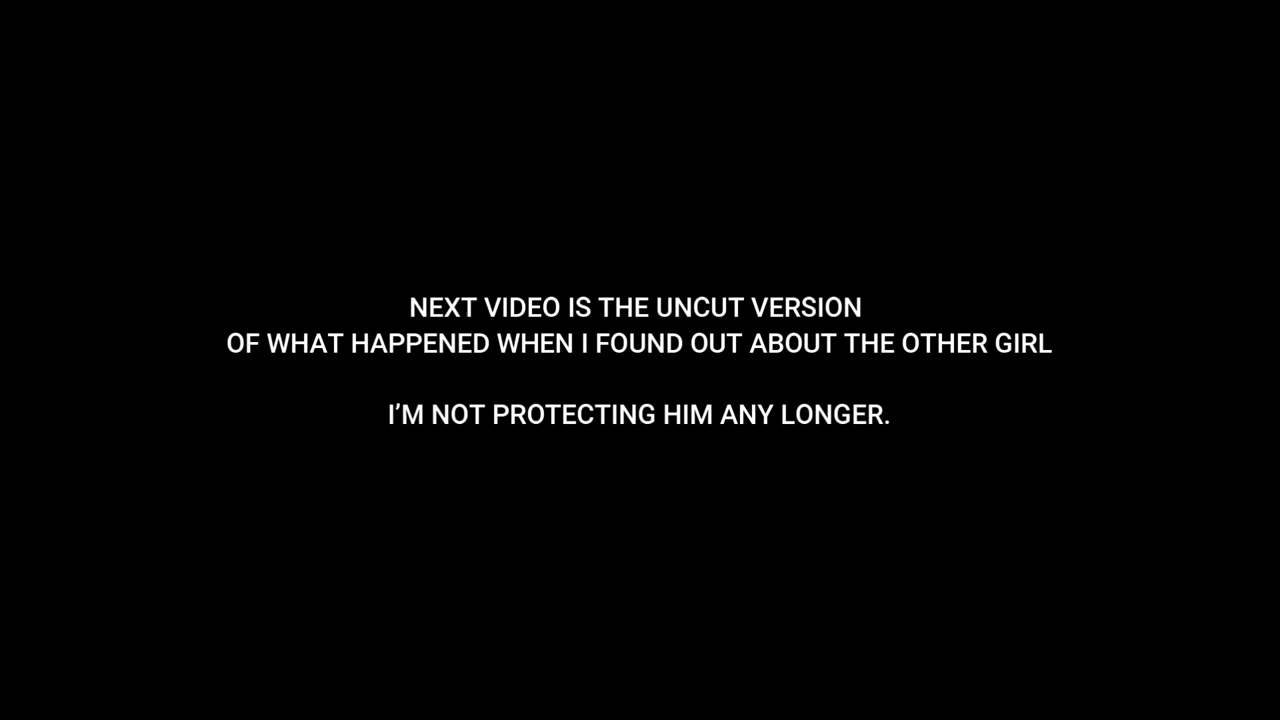 NEXT VIDEO IS THE UNCUT VERSION
OF WHAT HAPPENED WHEN I FOUND OUT ABOUT THE OTHER GIRL
I’M NOT PROTECTING HIM ANY LONGER.